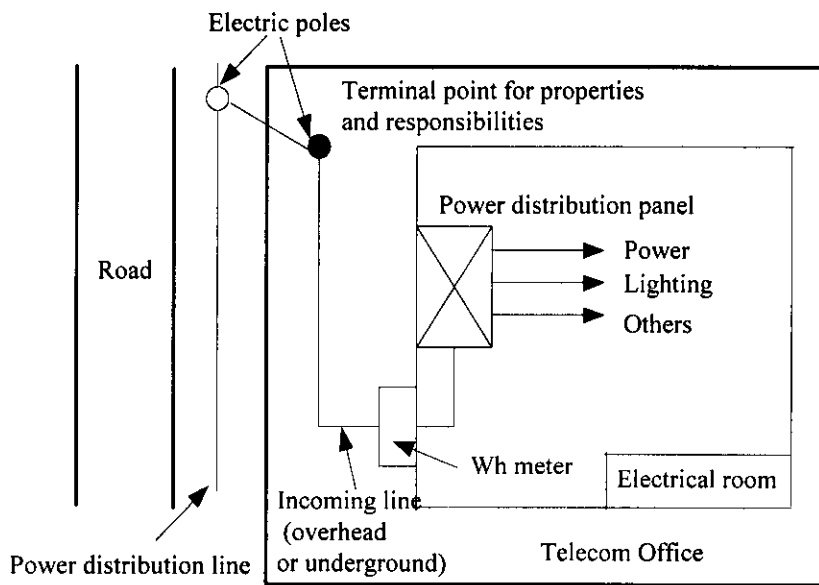 Electric poles
Terminal point for properties
and responsibilities
Power distribution panel
Power
Lighting
Others
Road
Wh meter
Electrical room
Incoming line
(overhead
or underground)
Power distribution line
Telecom Office